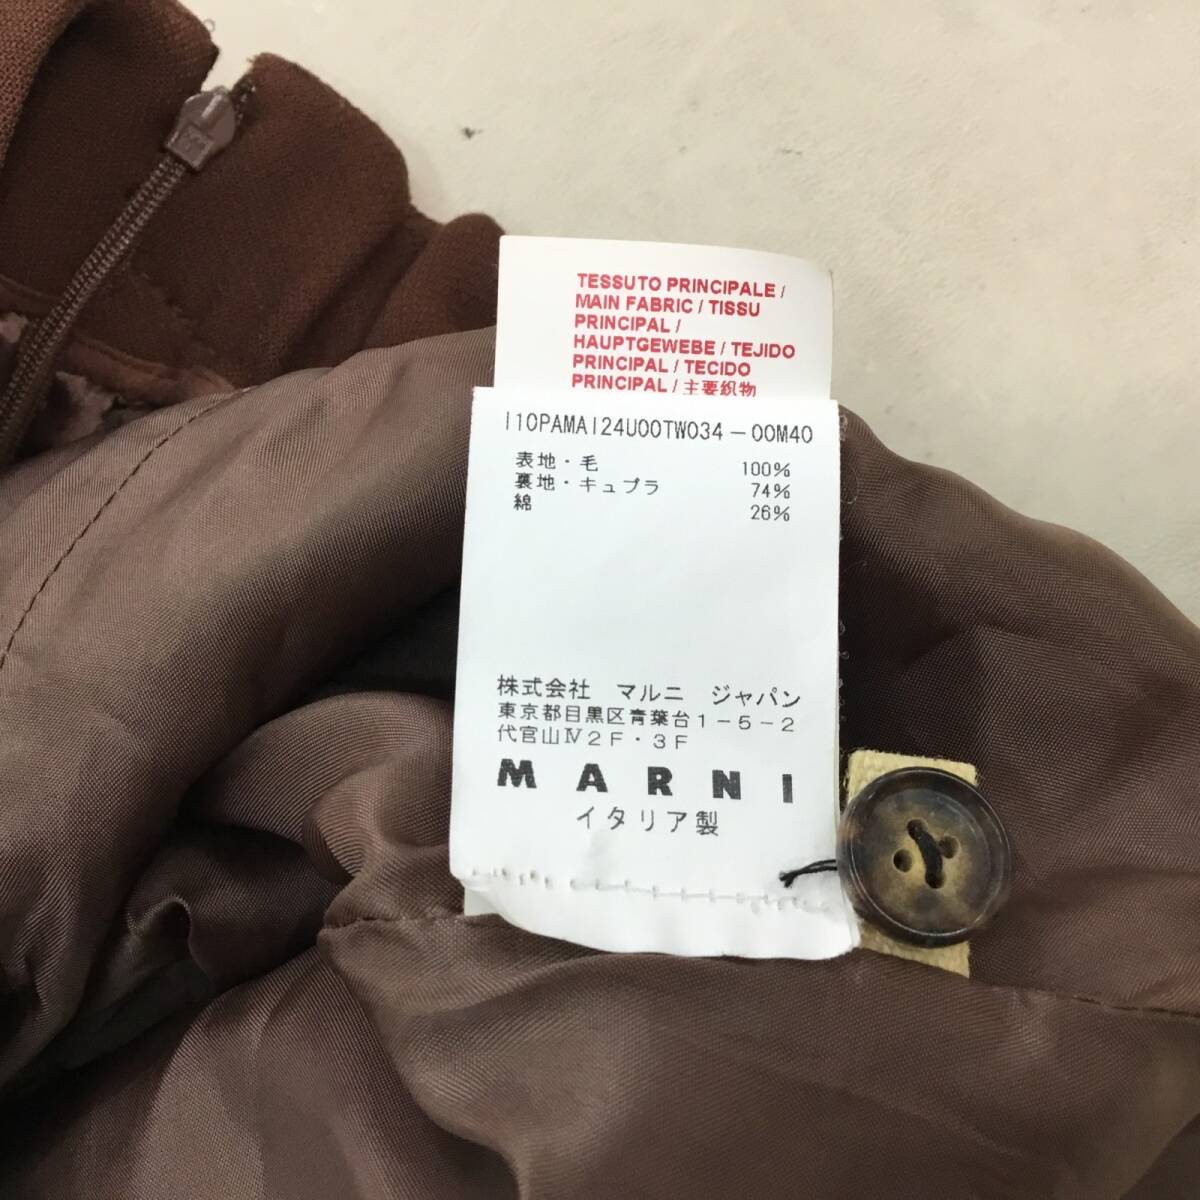 TESSUTO PRINCIPALE /
MAIN FABRIC / TISSU
PRINCIPAL /
HAUPTGEWEBE / TEJIDO
PRINCIPAL / TECIDO
PRINCIPAL / 主要织物
I10PAMAI24U00TW034-00M40
表地・毛 100%
裏地・キュプラ 74%
綿 26%
株式会社 マルニ ジャパン
東京都目黒区青葉台1-5-2
代官山Ⅳ2F・3F
MARNI
イタリア製